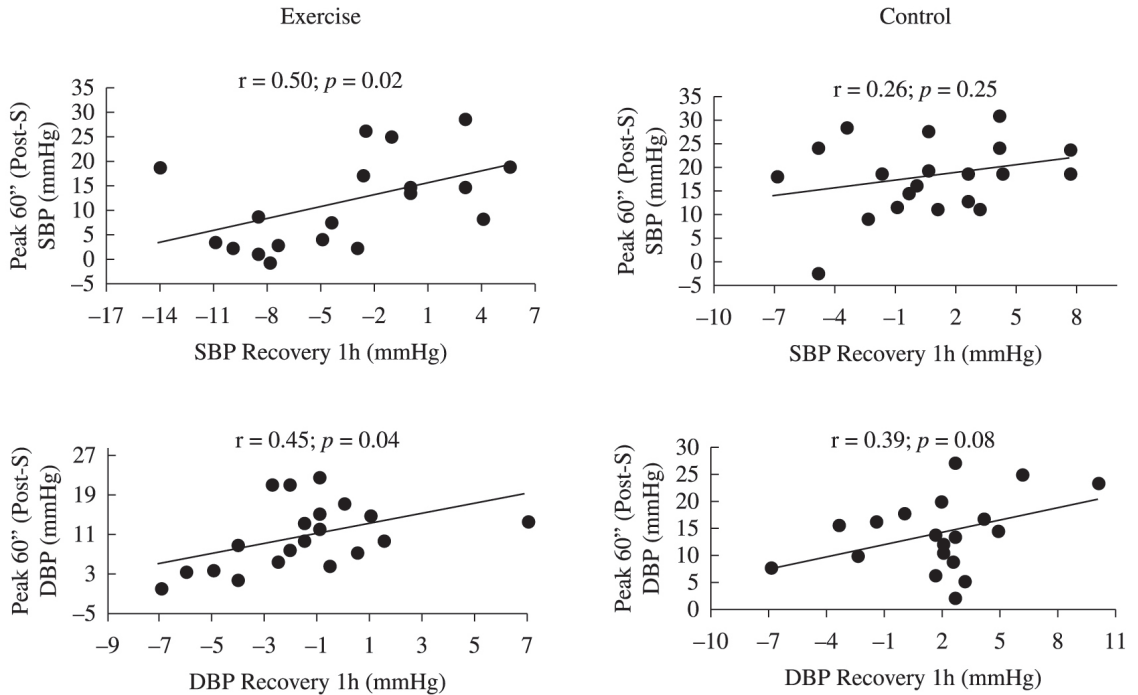 Exercise
Control
r = 0.50; p = 0.02
Peak 60” (Post-S)
SBP (mmHg)
35
30
25
20
15
10
5
0
–5
–17 –14 –11 –8 –5 –2 1 4 7
SBP Recovery 1h (mmHg)
r = 0.26; p = 0.25
Peak 60” (Post-S)
SBP (mmHg)
35
30
25
20
15
10
5
0
–5
–10 –7 –4 –1 2 5 8
SBP Recovery 1h (mmHg)
r = 0.45; p = 0.04
Peak 60” (Post-S)
DBP (mmHg)
27
19
11
3
–5
–9 –7 –5 –3 –1 1 3 5 7
DBP Recovery 1h (mmHg)
r = 0.39; p = 0.08
Peak 60” (Post-S)
DBP (mmHg)
30
25
20
15
10
5
0
–10 –7 –4 –1 2 5 8 11
DBP Recovery 1h (mmHg)